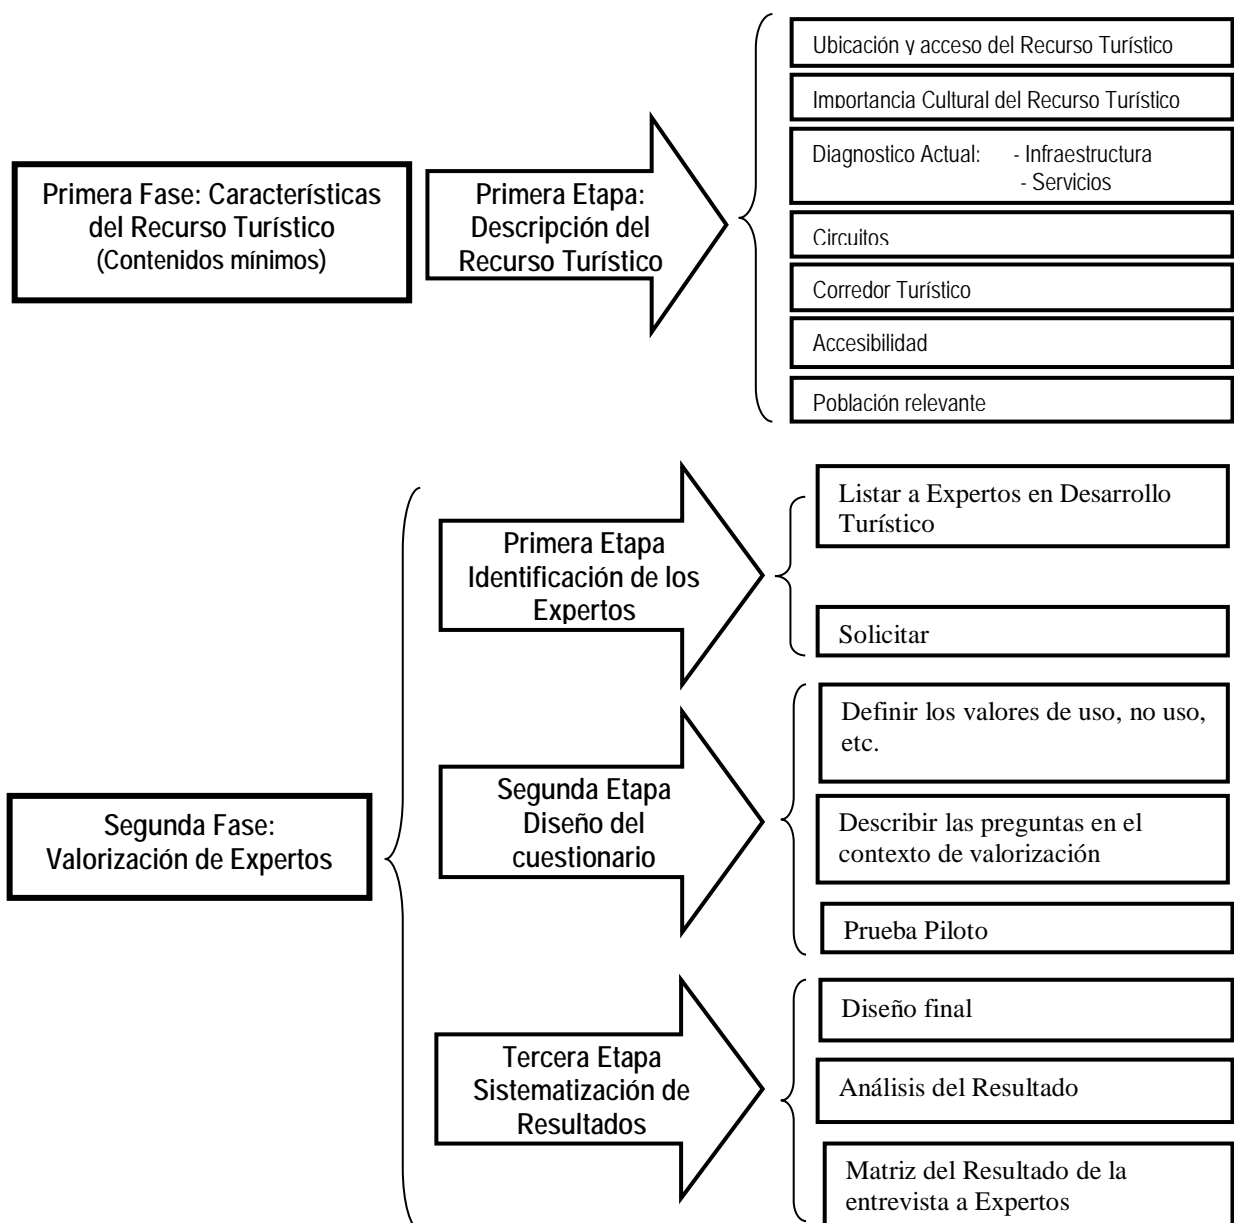 Primera Fase: Características
del Recurso Turístico
(Contenidos mínimos)
Primera Etapa:
Descripción del
Recurso Turístico
Ubicación y acceso del Recurso Turístico
Importancia Cultural del Recurso Turístico
Diagnostico Actual: - Infraestructura
- Servicios
Circuitos
Corredor Turístico
Accesibilidad
Población relevante
Segunda Fase:
Valorización de Expertos
Primera Etapa
Identificación de los
Expertos
Listar a Expertos en Desarrollo
Turístico
Solicitar
Segunda Etapa
Diseño del
cuestionario
Definir los valores de uso, no uso,
etc.
Describir las preguntas en el
contexto de valorización
Prueba Piloto
Tercera Etapa
Sistematización de
Resultados
Diseño final
Análisis del Resultado
Matriz del Resultado de la
entrevista a Expertos